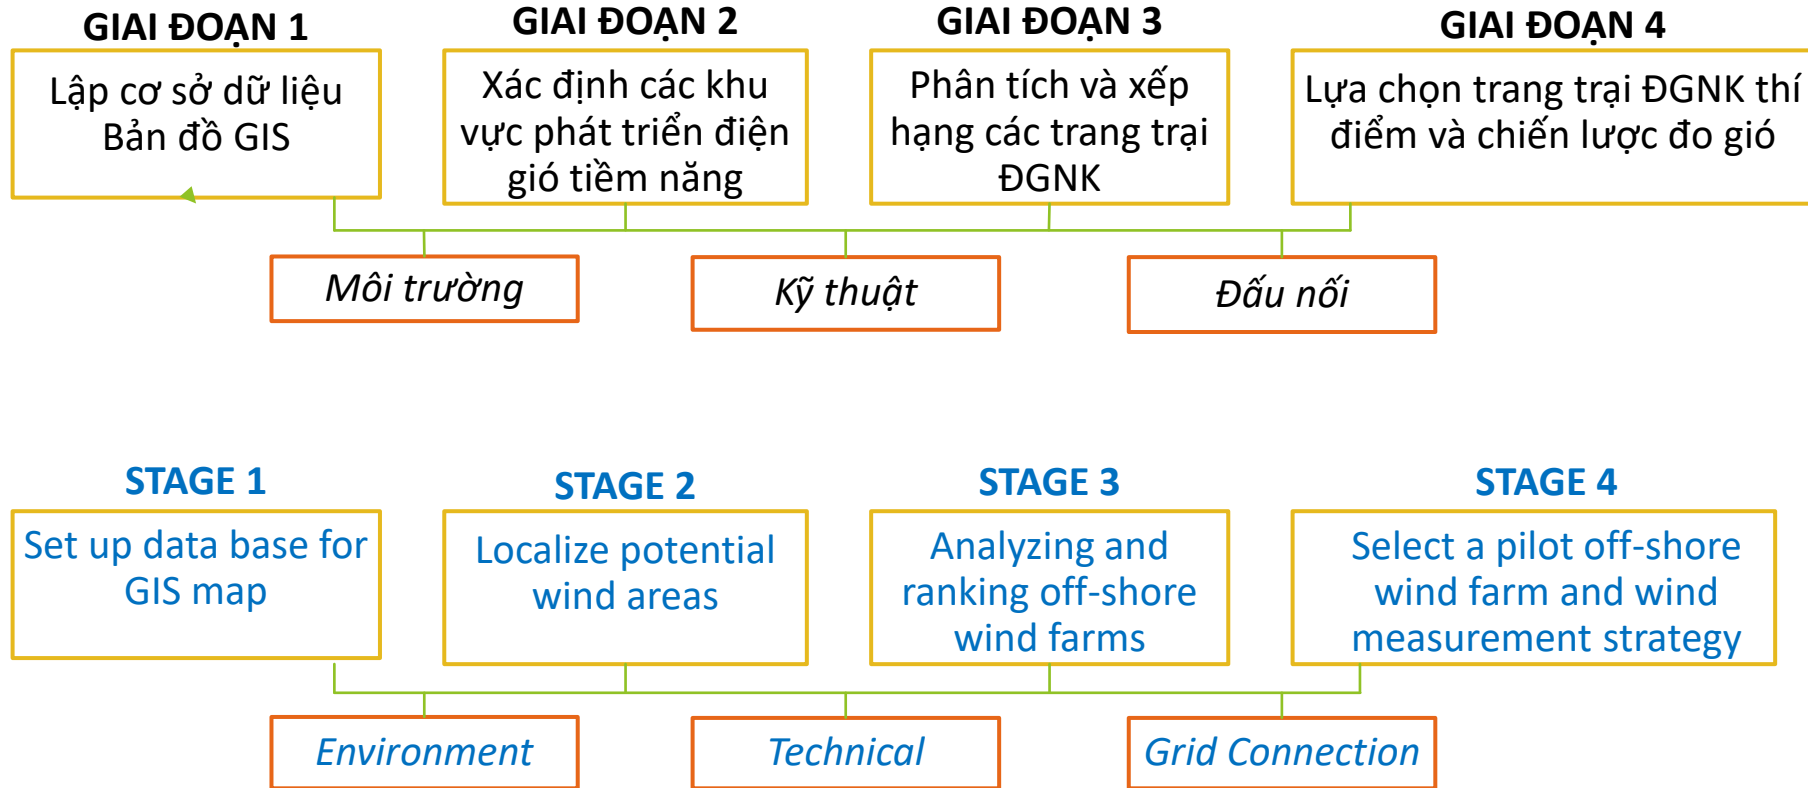 GIAI ĐOẠN 1
Lập cơ sở dữ liệu
Bản đồ GIS
GIAI ĐOẠN 2
Xác định các khu
vực phát triển điện
gió tiềm năng
GIAI ĐOẠN 3
Phân tích và xếp
hạng các trang trại
ĐGNK
GIAI ĐOẠN 4
Lựa chọn trang trại ĐGNK thí
điểm và chiến lược đo gió
Môi trường
Kỹ thuật
Đấu nối
STAGE 1
Set up data base for
GIS map
STAGE 2
Localize potential
wind areas
STAGE 3
Analyzing and
ranking off-shore
wind farms
STAGE 4
Select a pilot off-shore
wind farm and wind
measurement strategy
Environment
Technical
Grid Connection